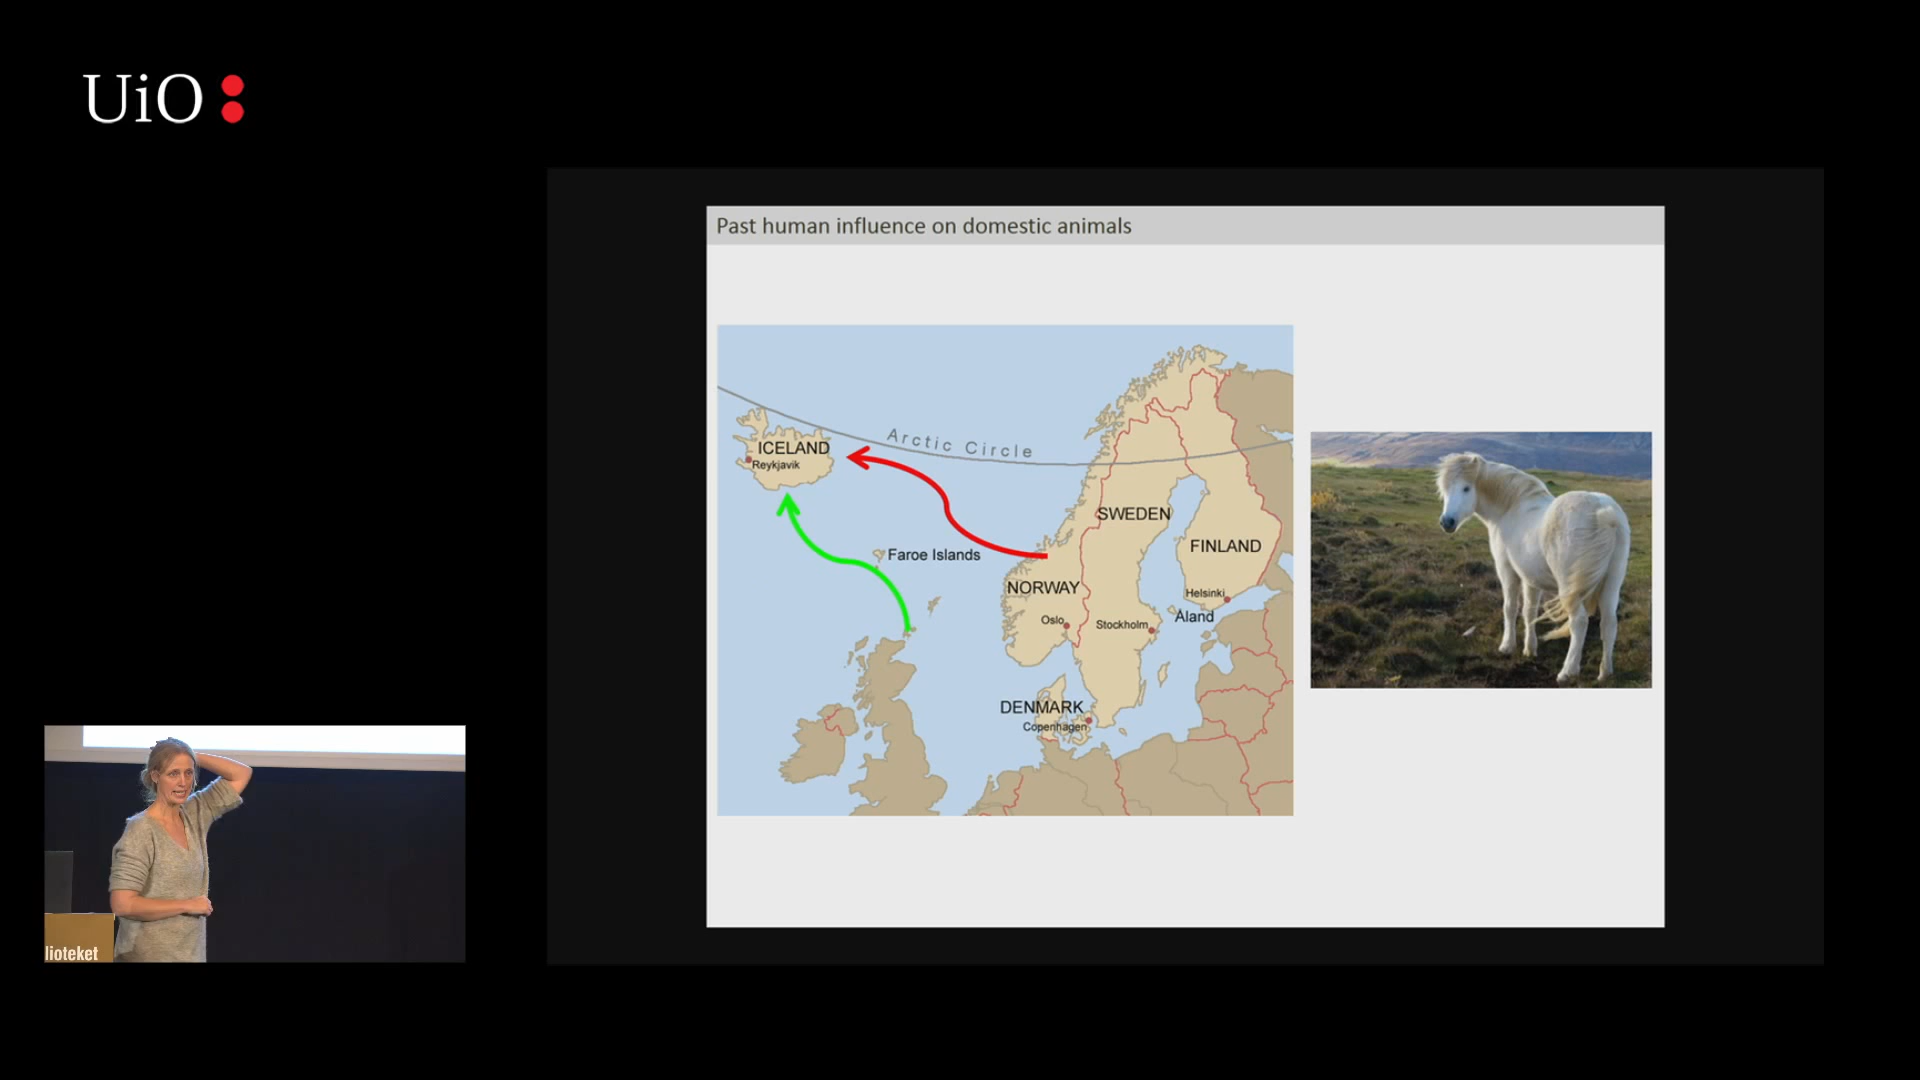 UiO
Past human influence on domestic animals
Arctic Circle
ICELAND
Reykjavik
SWEDEN
Faroe Islands
FINLAND
NORWAY
Helsinki
Åland
Oslo
Stockholm
DENMARK
Copenhagen
lioteket